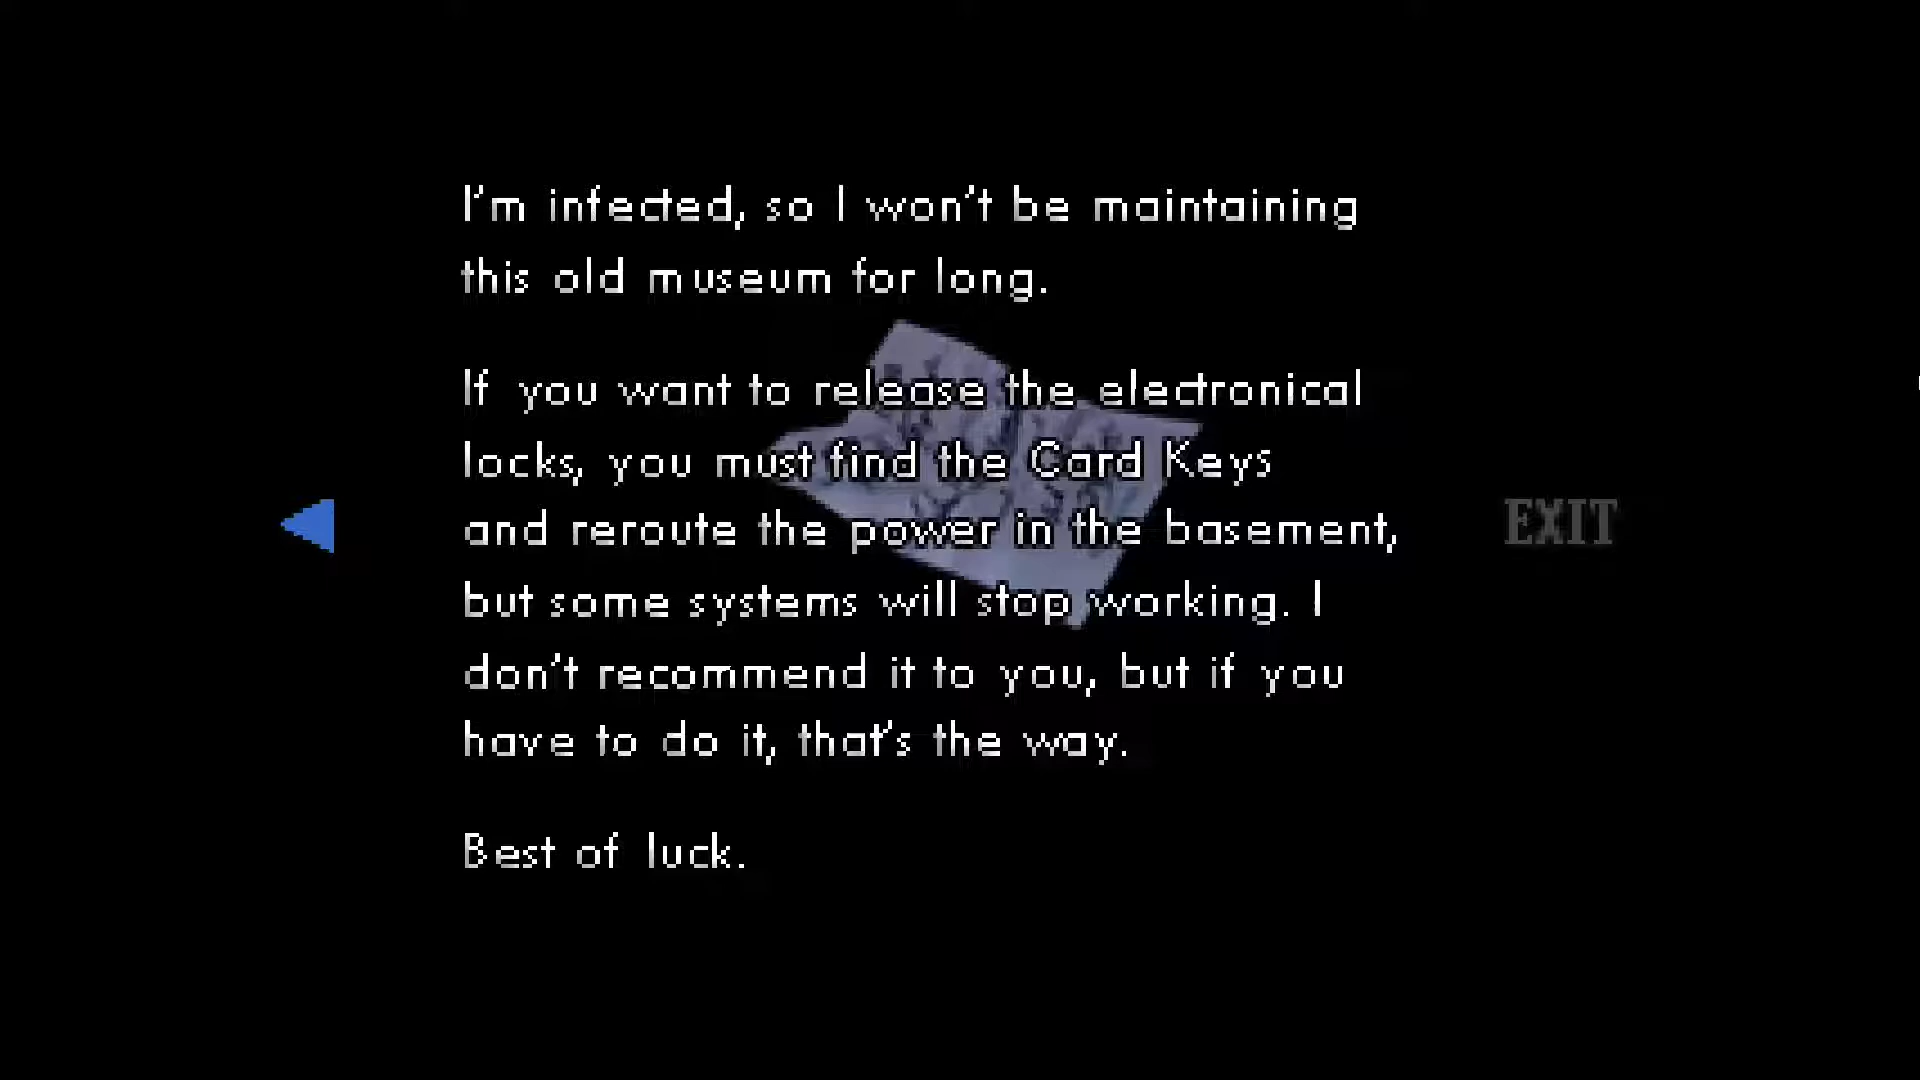 I'm infected, so I won't be maintaining
this old museum for long.
If you want to release the electronical
locks, you must find the Card Keys
and reroute the power in the basement,
but some systems will stop working. I
don't recommend it to you, but if you
have to do it, that's the way.
Best of luck.
EXIT